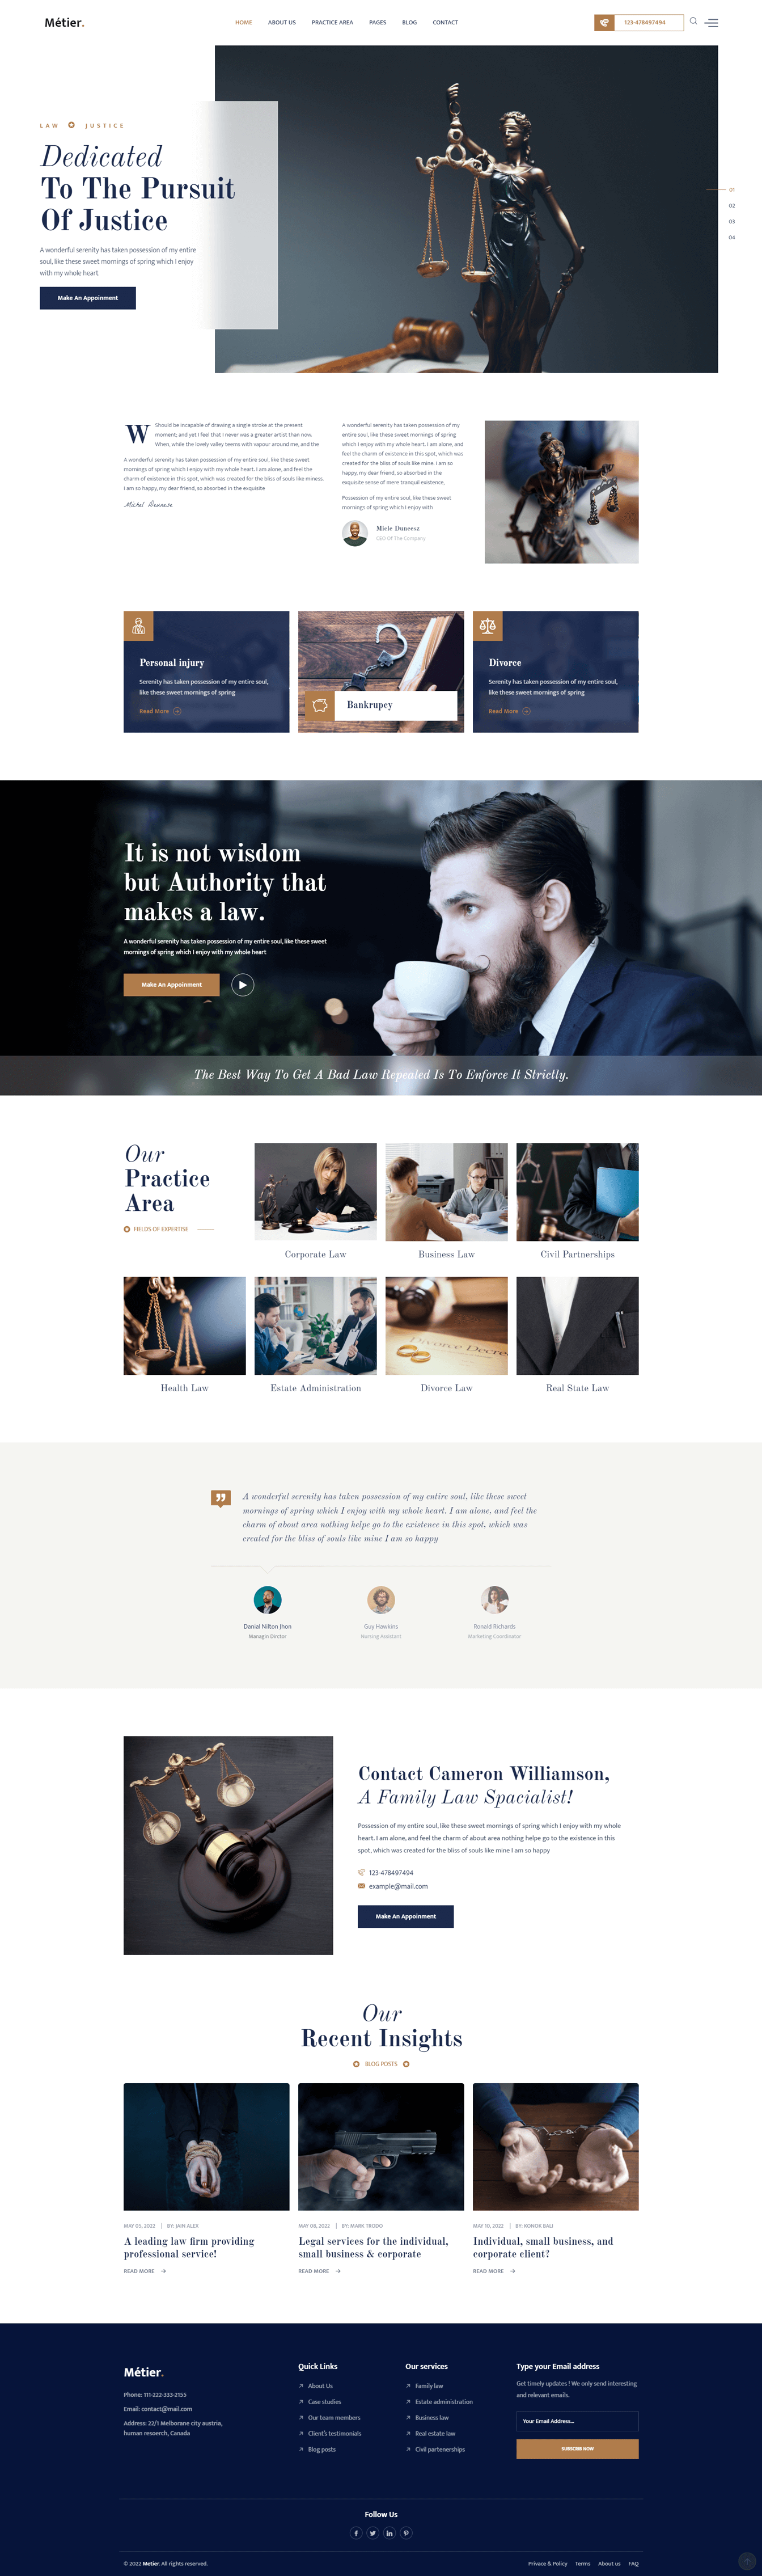 Métier.
HOME ABOUT US PRACTICE AREA PAGES BLOG CONTACT
123-478497494
LAW JUSTICE
Dedicated
To The Pursuit
Of Justice
A wonderful serenity has taken possession of my entire
soul, like these sweet mornings of spring which I enjoy
with my whole heart
Make An Appoinment
01
02
03
04
W Should be incapable of drawing a single stroke at the present
moment; and yet I feel that I never was a greater artist than now.
When, while the lovely valley teems with vapour around me, and the
A wonderful serenity has taken possession of my entire soul, like these sweet
mornings of spring which I enjoy with my whole heart. I am alone, and feel the
charm of existence in this spot, which was created for the bliss of souls like mine.
I am so happy, my dear friend, so absorbed in the exquisite
A wonderful serenity has taken possession of my
entire soul, like these sweet mornings of spring
which I enjoy with my whole heart. I am alone, and
feel the charm of existence in this spot, which was
created for the bliss of souls like mine. I am so
happy, my dear friend, so absorbed in the
exquisite sense of mere tranquil existence,
Possession of my entire soul, like these sweet
mornings of spring which I enjoy with
Micle Duneesz
CEO Of The Company
Personal injury
Serenity has taken possession of my entire soul,
like these sweet mornings of spring
Read More
Bankrupcy
Divorce
Serenity has taken possession of my entire soul,
like these sweet mornings of spring
Read More
It is not wisdom
but Authority that
makes a law.
A wonderful serenity has taken possession of my entire soul, like these sweet
mornings of spring which I enjoy with my whole heart
Make An Appoinment
The Best Way To Get A Bad Law Repealed Is To Enforce It Strictly.
Our
Practice
Area
FIELDS OF EXPERTISE
Corporate Law
Business Law
Civil Partnerships
Health Law
Estate Administration
Divorce Law
Real State Law
A wonderful serenity has taken possession of my entire soul, like these sweet
mornings of spring which I enjoy with my whole heart. I am alone, and feel the
charm of about area nothing helpe go to the existence in this spot, which was
created for the bliss of souls like mine I am so happy
Danial Nilton Jhon
Managin Dirctor
Guy Hawkins
Nursing Assistant
Ronald Richards
Marketing Coordinator
Contact Cameron Williamson,
A Family Law Spacialist!
Possession of my entire soul, like these sweet mornings of spring which I enjoy with my whole
heart. I am alone, and feel the charm of about area nothing helpe go to the existence in this
spot, which was created for the bliss of souls like mine I am so happy
123-478497494
example@mail.com
Make An Appoinment
Our
Recent Insights
BLOG POSTS
MAY 05, 2022 BY: JAIN ALEX
A leading law firm providing
professional service!
READ MORE
MAY 08, 2022 BY: MARK TRODO
Legal services for the individual,
small business & corporate
READ MORE
MAY 10, 2022 BY: KONOK BALI
Individual, small business, and
corporate client?
READ MORE
Métier.
Phone: 111-222-333-2155
Email: contact@mail.com
Address: 22/1 Melborane city austria,
human resoerch, Canada
Quick Links
About Us
Case studies
Our team members
Client's testimonials
Blog posts
Our services
Family law
Estate administration
Business law
Real estate law
Civil partenerships
Type your Email address
Get timely updates ! We only send interesting
and relevant emails.
Your Email Address...
SUBSCRIB NOW
Follow Us
© 2022 Metier. All rights reserved.
Privace & Policy Terms About us FAQ